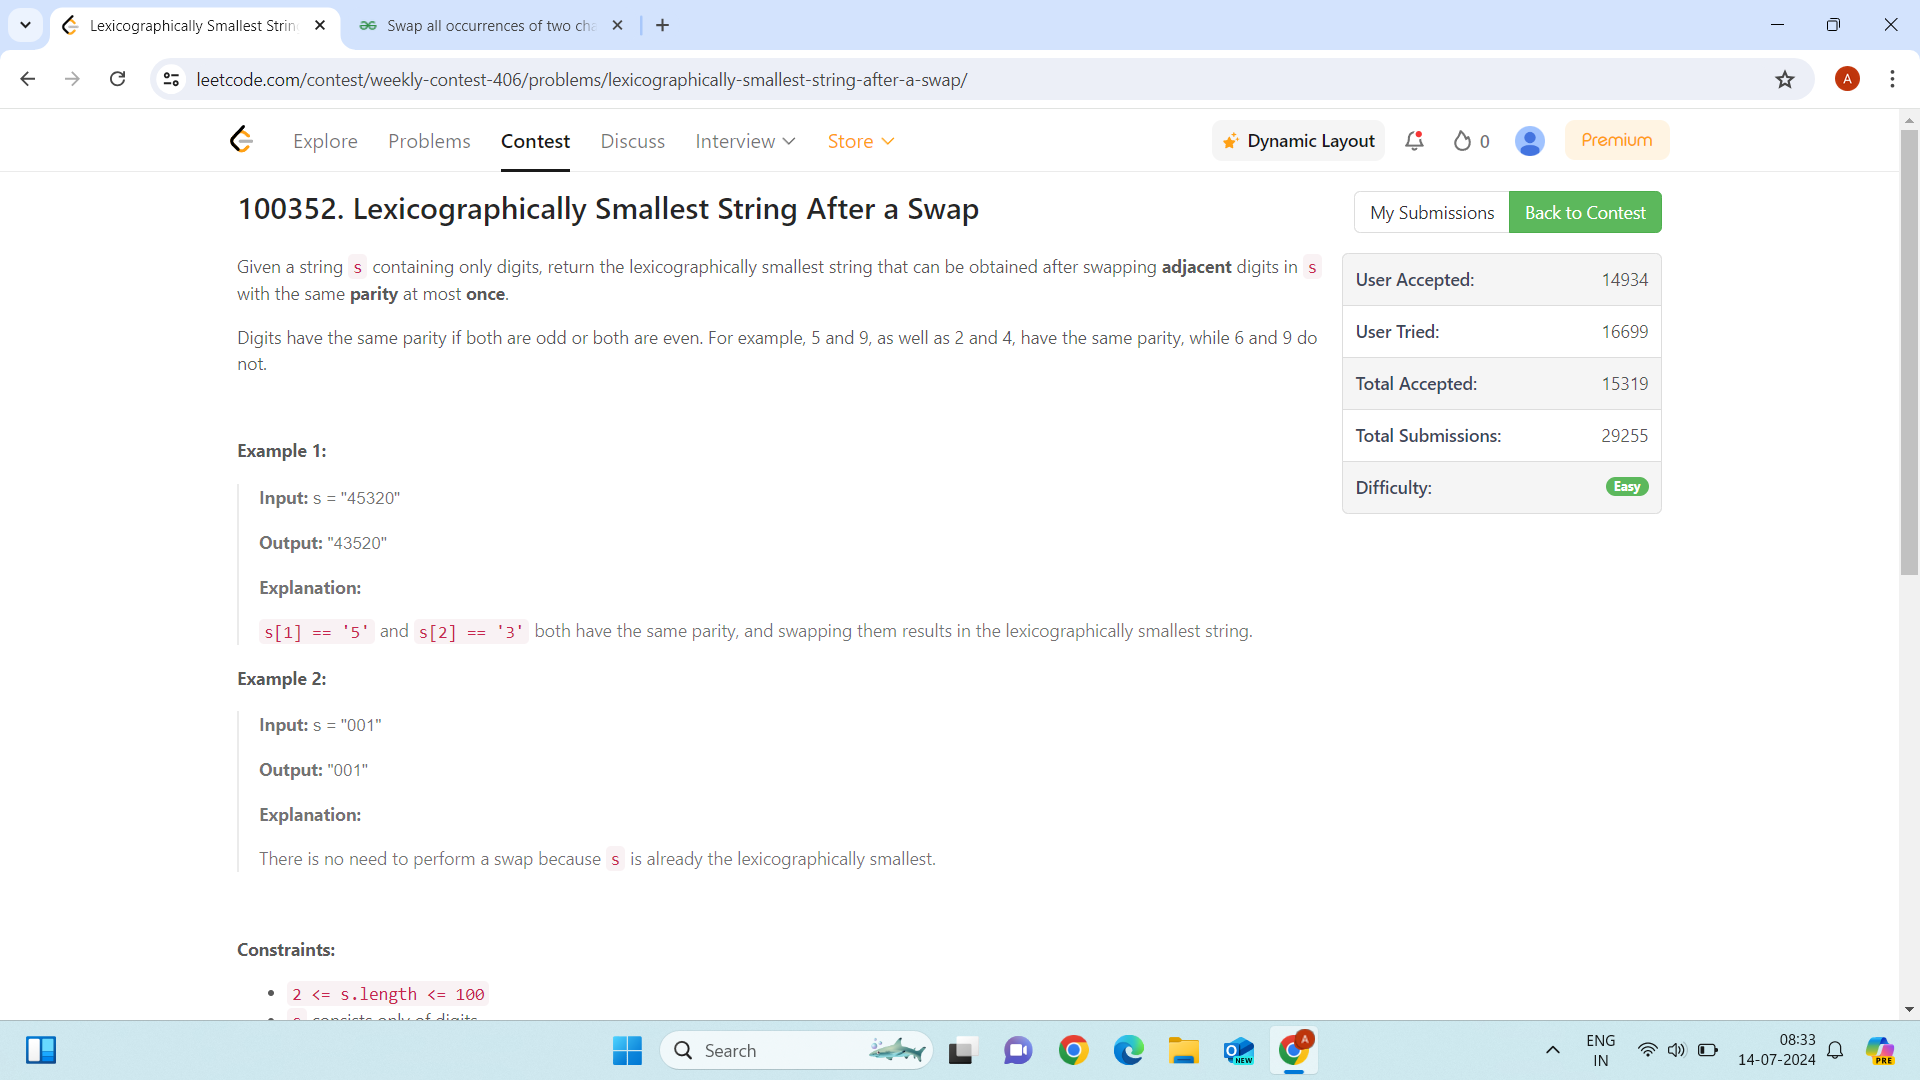 Lexicographically Smallest Strin
Swap all occurrences of two cha
leetcode.com/contest/weekly-contest-406/problems/lexicographically-smallest-string-after-a-swap/
A
Explore Problems Contest Discuss Interview Store Dynamic Layout 0 Premium
100352. Lexicographically Smallest String After a Swap
My Submissions Back to Contest
Given a string s containing only digits, return the lexicographically smallest string that can be obtained after swapping adjacent digits in s
with the same parity at most once.
Digits have the same parity if both are odd or both are even. For example, 5 and 9, as well as 2 and 4, have the same parity, while 6 and 9 do
not.
User Accepted: 14934
User Tried: 16699
Total Accepted: 15319
Total Submissions: 29255
Difficulty: Easy
Example 1:
Input: s = "45320"
Output: "43520"
Explanation:
s[1] == '5' and s[2] == '3' both have the same parity, and swapping them results in the lexicographically smallest string.
Example 2:
Input: s = "001"
Output: "001"
Explanation:
There is no need to perform a swap because s is already the lexicographically smallest.
Constraints:
2 <= s.length <= 100
s consists only of digits.
Search
NEW
A
ENG
IN
08:33
14-07-2024
PRE